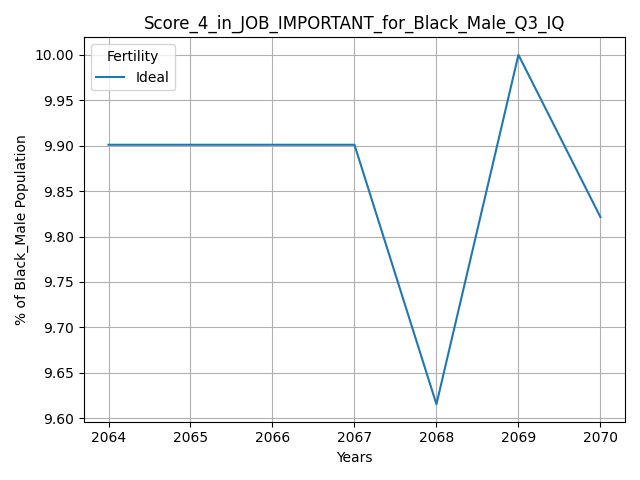 Score_4_in_JOB_IMPORTANT_for_Black_Male_Q3_IQ
Fertility
Ideal
% of Black_Male Population
10.00
9.95
9.90
9.85
9.80
9.75
9.70
9.65
9.60
2064 2065 2066 2067 2068 2069 2070
Years